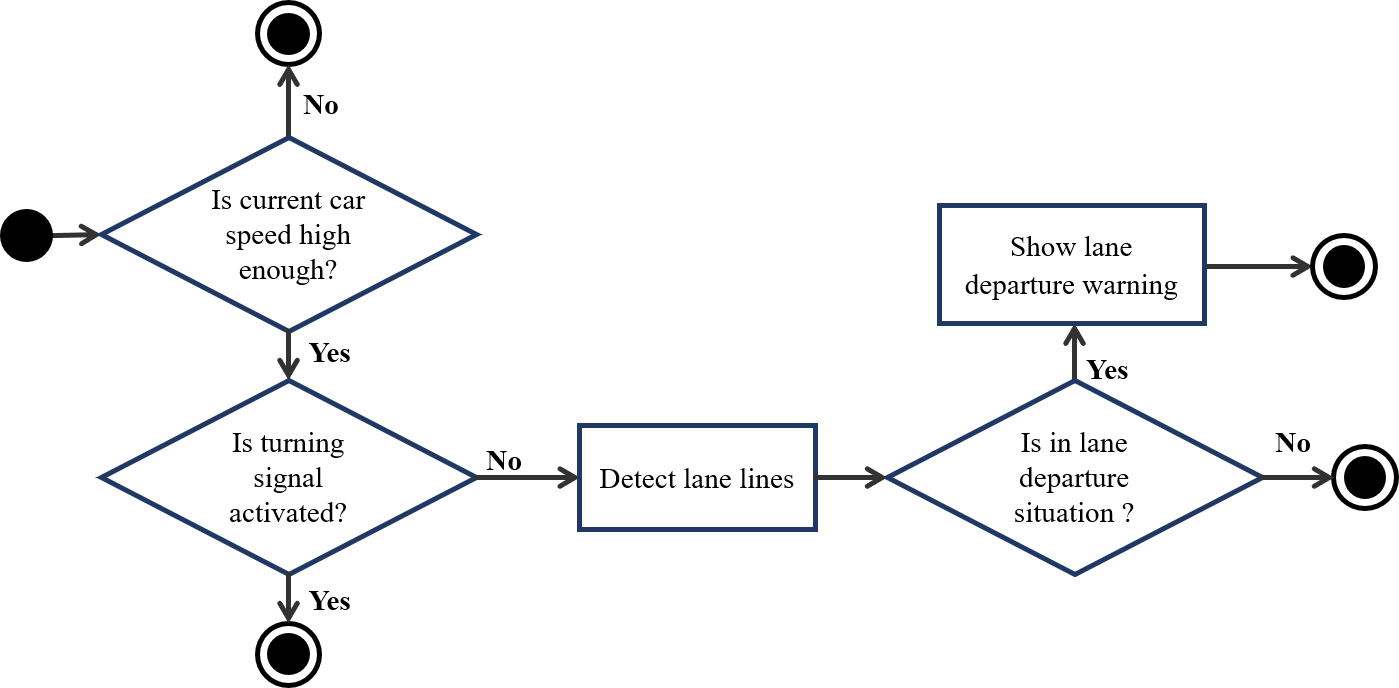 No
Is current car
speed high
enough?
Yes
Is turning
signal
activated?
Yes
No
Detect lane lines
Is in lane
departure
situation ?
Yes
Show lane
departure warning
No